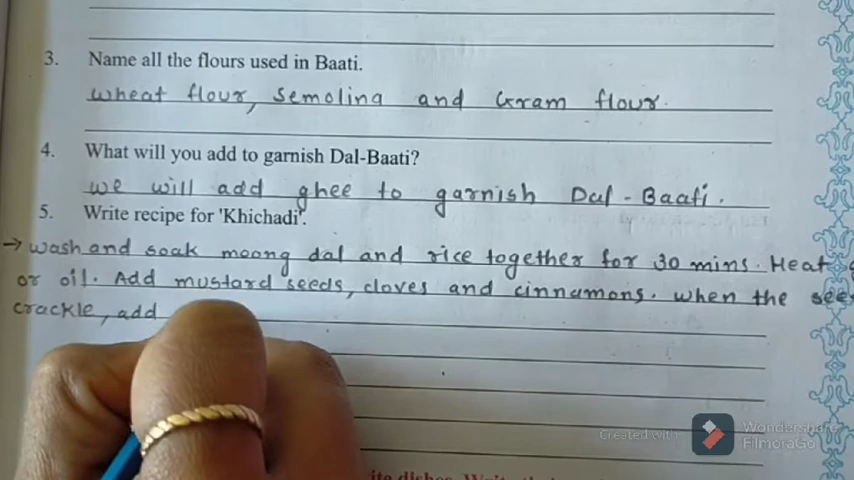 3. Name all the flours used in Baati.
wheat flour, semolina and Gram flour.
4. What will you add to garnish Dal-Baati?
we will add ghee to garnish Dal - Baati.
5. Write recipe for 'Khichadi'.
→ wash and soak moong dal and rice together for 30 mins. Heat
or oil. Add mustard seeds, cloves and cinnamons. when the see
crackle, add
Created with Wondershare
FilmoraGo